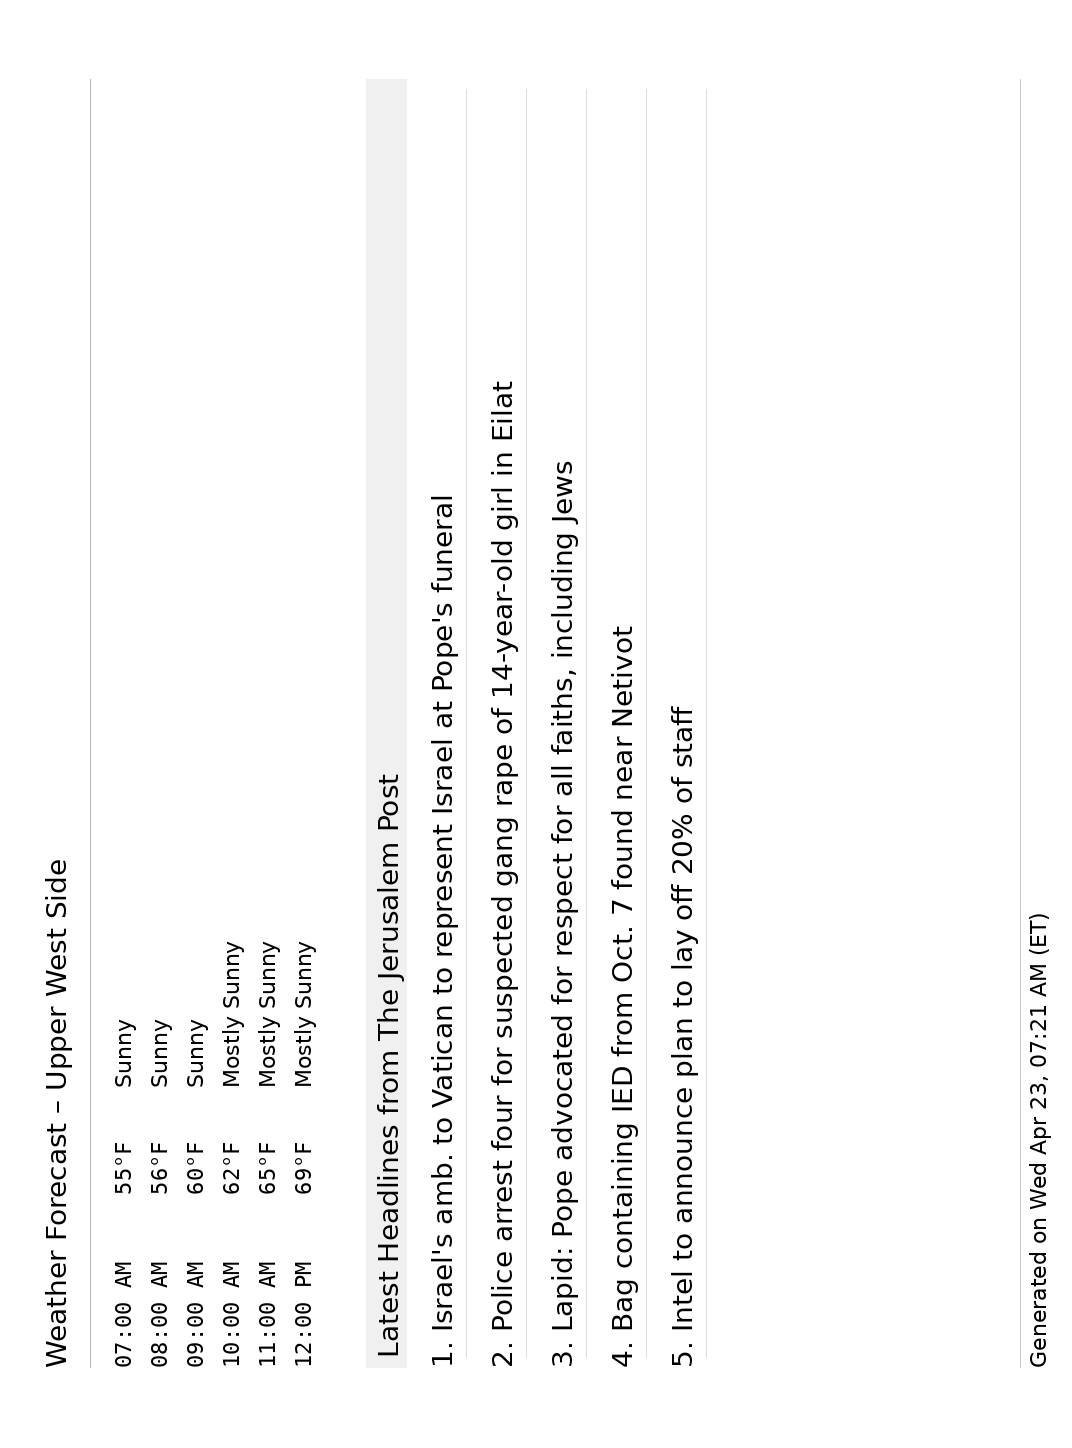 Weather Forecast – Upper West Side
07:00 AM 55°F Sunny
08:00 AM 56°F Sunny
09:00 AM 60°F Sunny
10:00 AM 62°F Mostly Sunny
11:00 AM 65°F Mostly Sunny
12:00 PM 69°F Mostly Sunny
Latest Headlines from The Jerusalem Post
1. Israel's amb. to Vatican to represent Israel at Pope's funeral
2. Police arrest four for suspected gang rape of 14-year-old girl in Eilat
3. Lapid: Pope advocated for respect for all faiths, including Jews
4. Bag containing IED from Oct. 7 found near Netivot
5. Intel to announce plan to lay off 20% of staff
Generated on Wed Apr 23, 07:21 AM (ET)